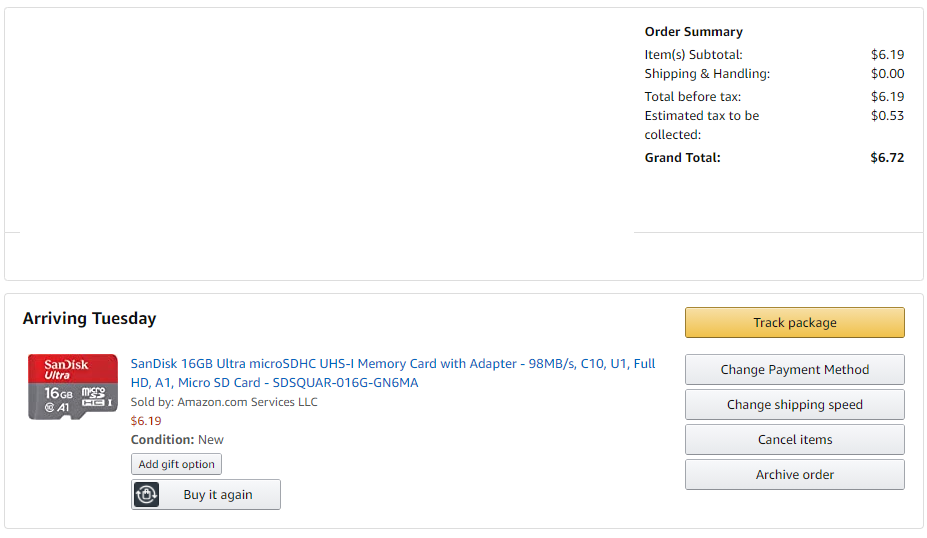 Order Summary
Item(s) Subtotal: $6.19
Shipping & Handling: $0.00
Total before tax: $6.19
Estimated tax to be $0.53
collected:
Grand Total: $6.72
Arriving Tuesday
Track package
SanDisk
Ultra
16GB
micro
SD
HC I
10 A1
SanDisk 16GB Ultra microSDHC UHS-I Memory Card with Adapter - 98MB/s, C10, U1, Full
HD, A1, Micro SD Card - SDSQUAR-016G-GN6MA
Sold by: Amazon.com Services LLC
$6.19
Condition: New
Add gift option
Buy it again
Change Payment Method
Change shipping speed
Cancel items
Archive order